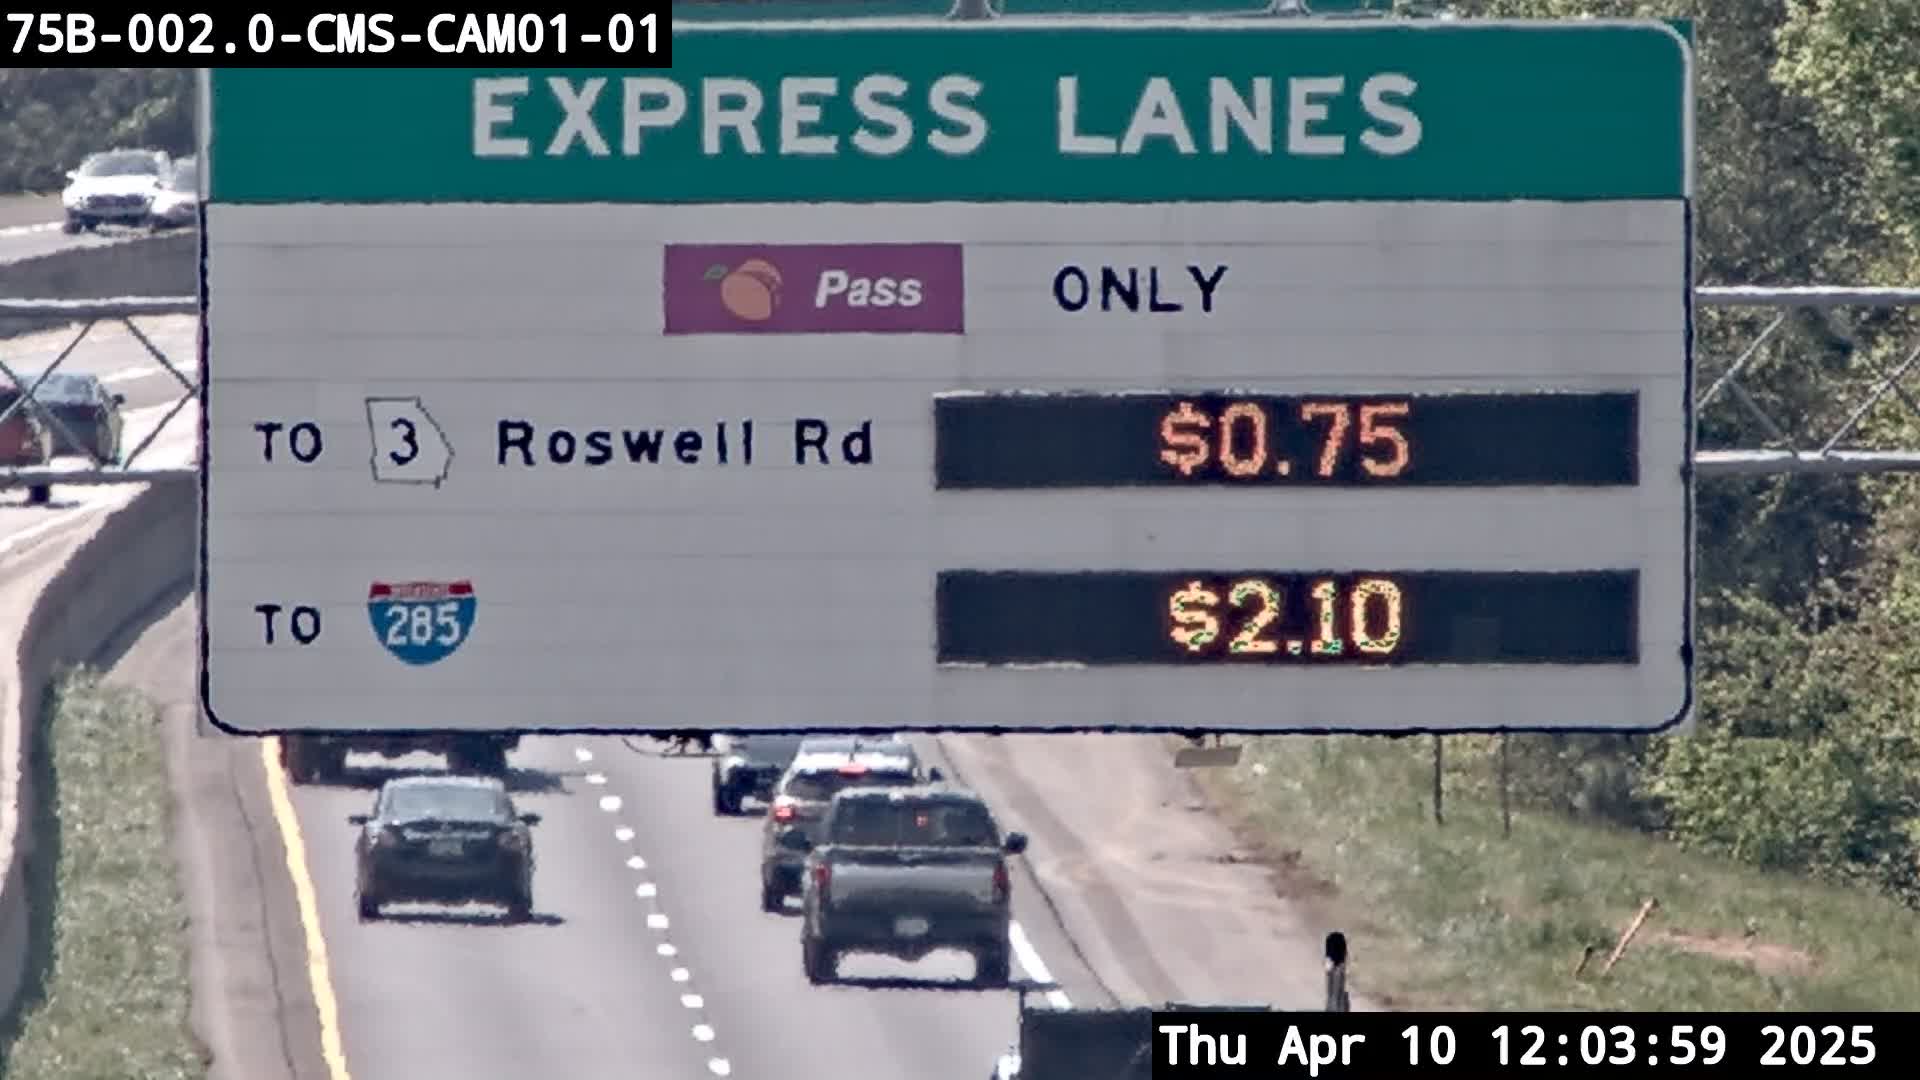 75B-002.0-CMS-CAM01-01
EXPRESS LANES
Pass ONLY
TO 3 Roswell Rd $0.75
TO 285 $2.10
Thu Apr 10 12:03:59 2025